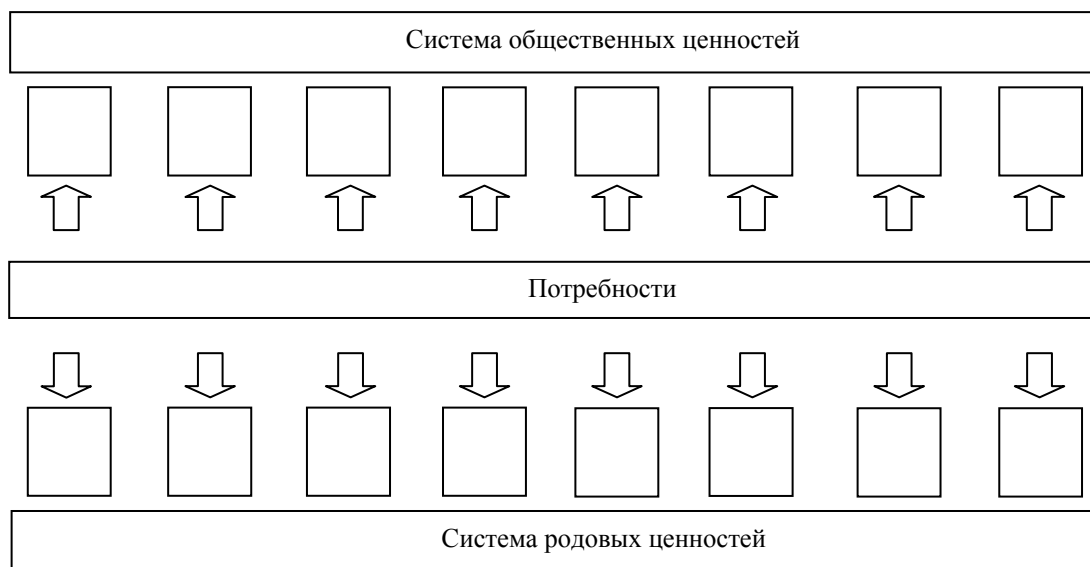 Система общественных ценностей
Потребности
Система родовых ценностей